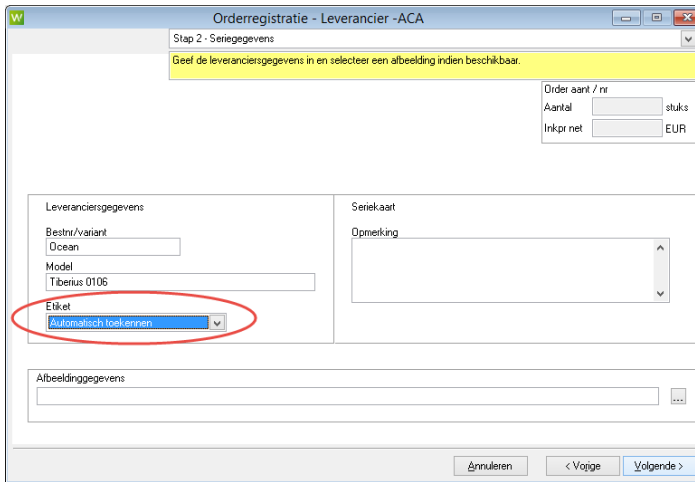 W
Orderregistratie - Leverancier -ACA
Stap 2 - Seriegegevens
Geef de leveranciersgegevens in en selecteer een afbeelding indien beschikbaar.
Order aant / nr
Aantal stuks
Inkpr net EUR
Leveranciersgegevens
Seriekaart
Bestnr/variant
Opmerking
Ocean
Model
Tiberius 0106
Etiket
Automatisch toekennen
Afbeeldinggegevens
...
Annuleren
< Vorige
Volgende >